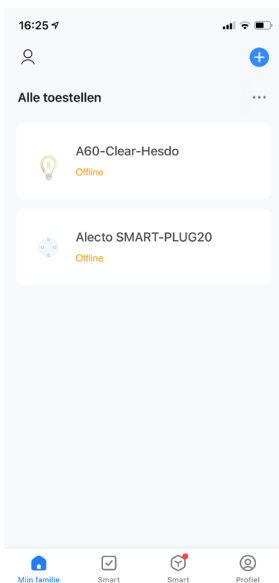 16:25
Alle toestellen
A60-Clear-Hesdo
Offline
Alecto SMART-PLUG20
Offline
Mijn familie
Smart
Smart
Profiel